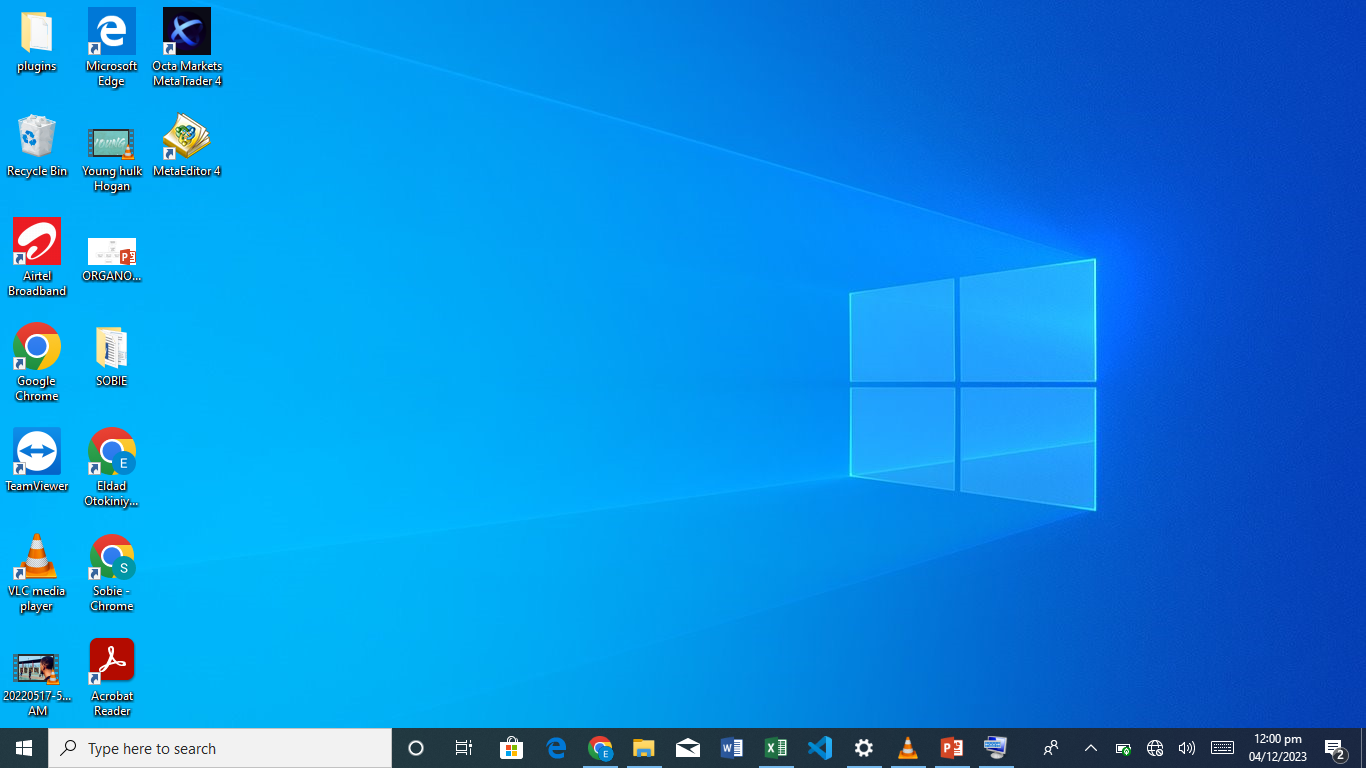 plugins
Microsoft
Edge
Octa Markets
MetaTrader 4
Recycle Bin
YOUNG
Young hulk
Hogan
MetaEditor 4
Airtel
Broadband
ORGANO...
Google
Chrome
SOBIE
TeamViewer
E
Eldad
Otokiniy...
VLC media
player
S
Sobie -
Chrome
20220517-5...
AM
Acrobat
Reader
Type here to search
E
12:00 pm
04/12/2023
2